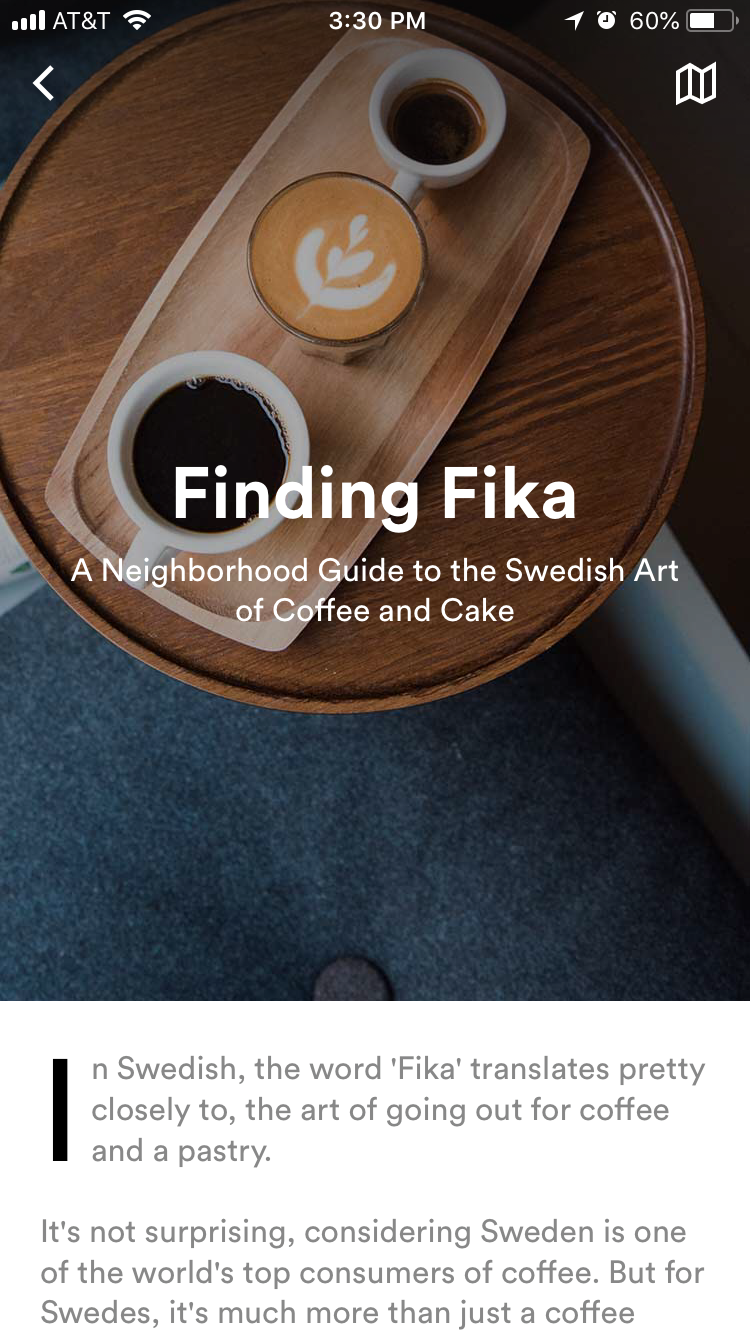 AT&T 3:30 PM 60%
Finding Fika
A Neighborhood Guide to the Swedish Art
of Coffee and Cake
In Swedish, the word 'Fika' translates pretty
closely to, the art of going out for coffee
and a pastry.
It's not surprising, considering Sweden is one
of the world's top consumers of coffee. But for
Swedes, it's much more than just a coffee